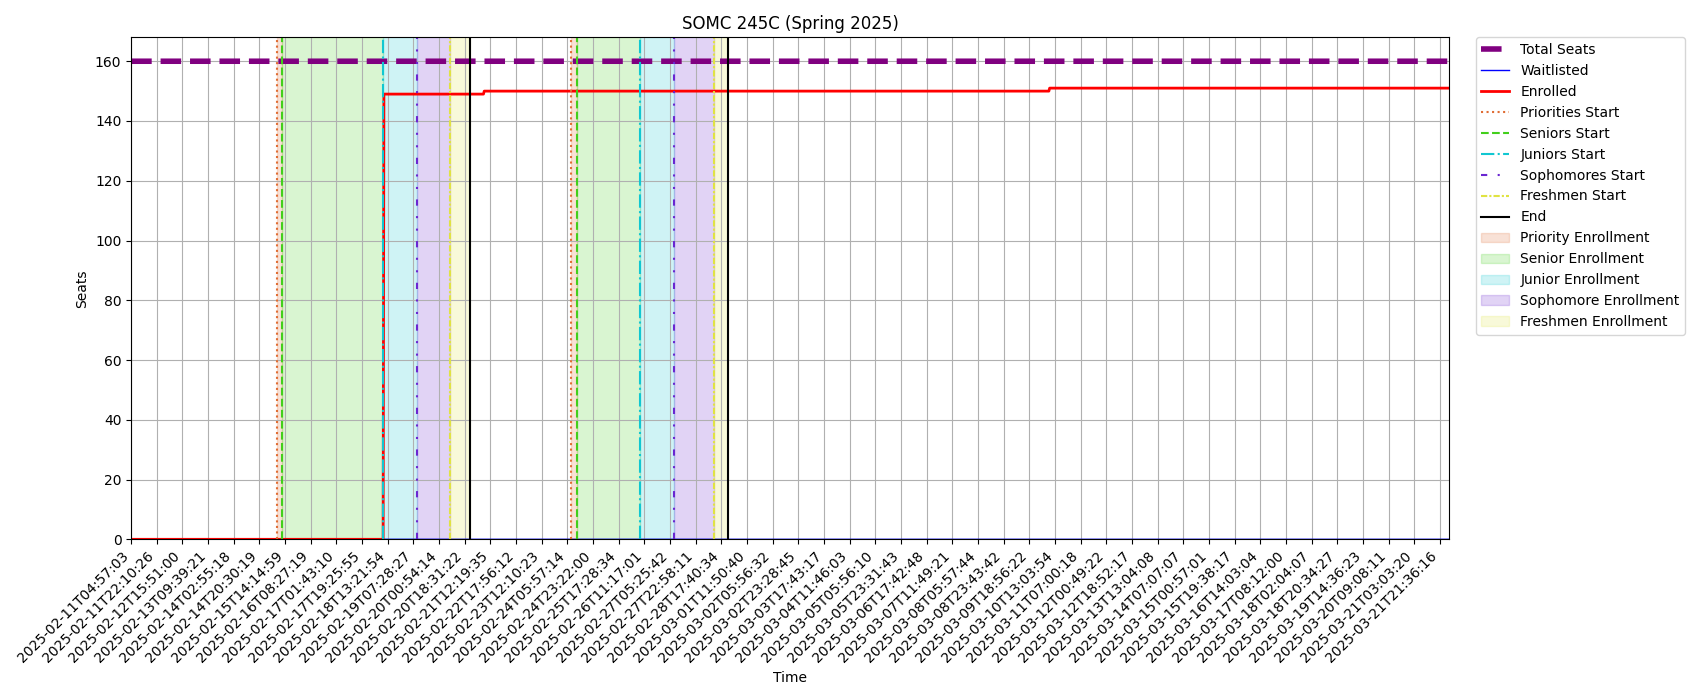 SOMC 245C (Spring 2025)
Seats
160
140
120
100
80
60
40
20
0
Total Seats
Waitlisted
Enrolled
Priorities Start
Seniors Start
Juniors Start
Sophomores Start
Freshmen Start
End
Priority Enrollment
Senior Enrollment
Junior Enrollment
Sophomore Enrollment
Freshmen Enrollment
2025-02-11T04:57:03
2025-02-11T22:10:26
2025-02-12T15:51:00
2025-02-13T09:39:21
2025-02-14T02:55:18
2025-02-14T20:30:19
2025-02-15T14:14:59
2025-02-16T08:27:19
2025-02-17T01:43:10
2025-02-17T19:25:55
2025-02-18T13:21:54
2025-02-19T07:28:27
2025-02-20T00:54:14
2025-02-20T18:31:22
2025-02-21T12:19:35
2025-02-22T17:56:12
2025-02-23T12:10:23
2025-02-24T05:57:14
2025-02-24T23:22:00
2025-02-25T17:28:34
2025-02-26T11:17:01
2025-02-27T05:25:42
2025-02-27T22:58:11
2025-02-28T17:40:34
2025-03-01T11:50:40
2025-03-02T05:56:32
2025-03-02T23:28:45
2025-03-03T17:43:17
2025-03-04T11:46:03
2025-03-05T05:56:10
2025-03-05T23:31:43
2025-03-06T17:42:48
2025-03-07T11:49:21
2025-03-08T05:57:44
2025-03-08T23:43:42
2025-03-09T18:56:22
2025-03-10T13:03:54
2025-03-11T07:00:18
2025-03-12T00:49:22
2025-03-12T18:52:17
2025-03-13T13:04:08
2025-03-14T07:07:07
2025-03-15T00:57:01
2025-03-15T19:38:17
2025-03-16T14:03:04
2025-03-17T08:12:00
2025-03-18T02:04:07
2025-03-18T20:34:27
2025-03-19T14:36:23
2025-03-20T09:08:11
2025-03-21T03:03:20
2025-03-21T21:36:16
Time